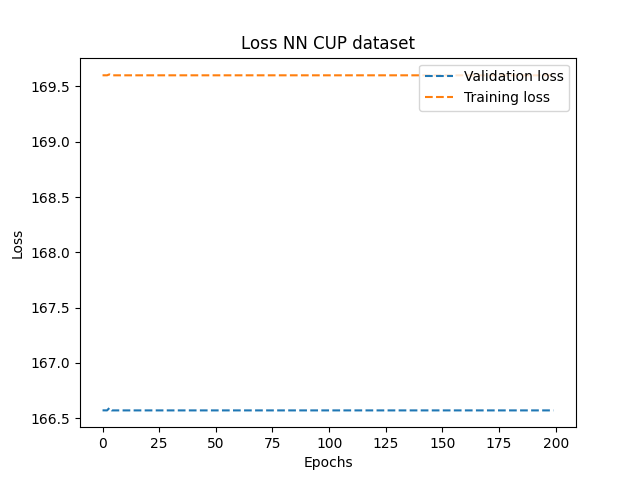 Loss NN CUP dataset
Validation loss
Training loss
169.5
169.0
168.5
168.0
167.5
167.0
166.5
Loss
0 25 50 75 100 125 150 175 200
Epochs